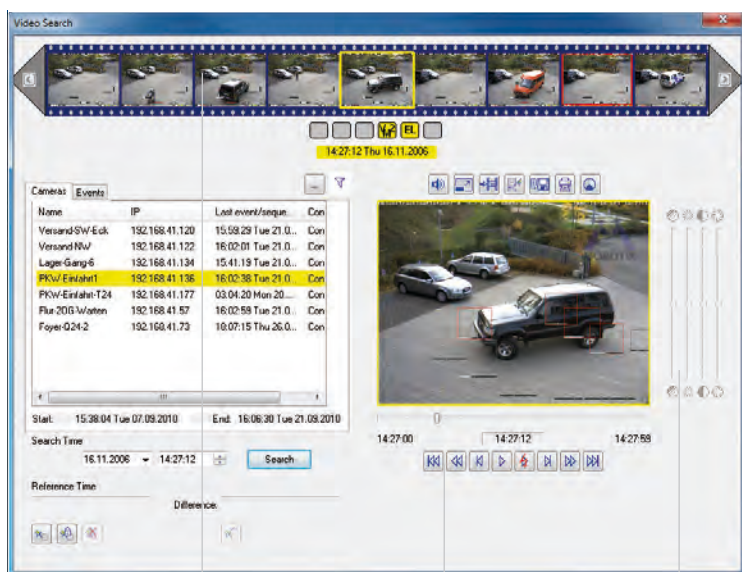 Video Search
EL
14:27:12 Thu 16.11.2006
...
Cameras Events
Name IP Last event/seque... Con
Versand-SW-Eck 192.168.41.120 15:59:29 Tue 21.0... Con
Versand-NW 192.168.41.122 16:02:01 Tue 21.0... Con
Lager-Gang-6 192.168.41.134 15:41:19 Tue 21.0... Con
PKW-Einfahrt1 192.168.41.136 16:02:38 Tue 21.0... Con
PKW-Einfahrt-T24 192.168.41.177 03:04:20 Mon 20.... Con
Flur-2OG-Warten 192.168.41.57 16:02:59 Tue 21.0... Con
Foyer-Q24-2 192.168.41.73 10:07:15 Thu 26.0... Con
Start: 15:38:04 Tue 07.09.2010 End: 16:06:30 Tue 21.09.2010
14:27:00 14:27:12 14:27:59
Search Time
16.11.2006 14:27:12 Search
Reference Time
Difference: